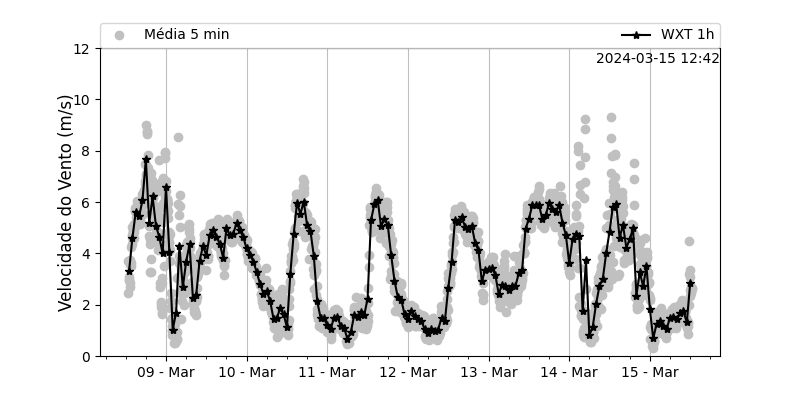 Média 5 min
WXT 1h
2024-03-15 12:42
Velocidade do Vento (m/s)
12
10
8
6
4
2
0
09 - Mar
10 - Mar
11 - Mar
12 - Mar
13 - Mar
14 - Mar
15 - Mar